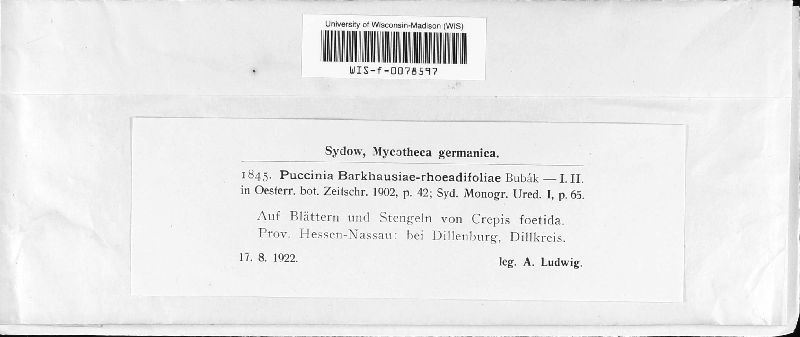 University of Wisconsin-Madison (WIS)
WIS-f-0078597
Sydow, Mycotheca germanica.
1845. Puccinia Barkhausiae-rhoeadifoliae Bubák — I. II.
in Oesterr. bot. Zeitschr. 1902, p. 42; Syd. Monogr. Ured. I, p. 65.
Auf Blättern und Stengeln von Crepis foetida.
Prov. Hessen-Nassau: bei Dillenburg, Dillkreis.
17. 8. 1922.
leg. A. Ludwig.